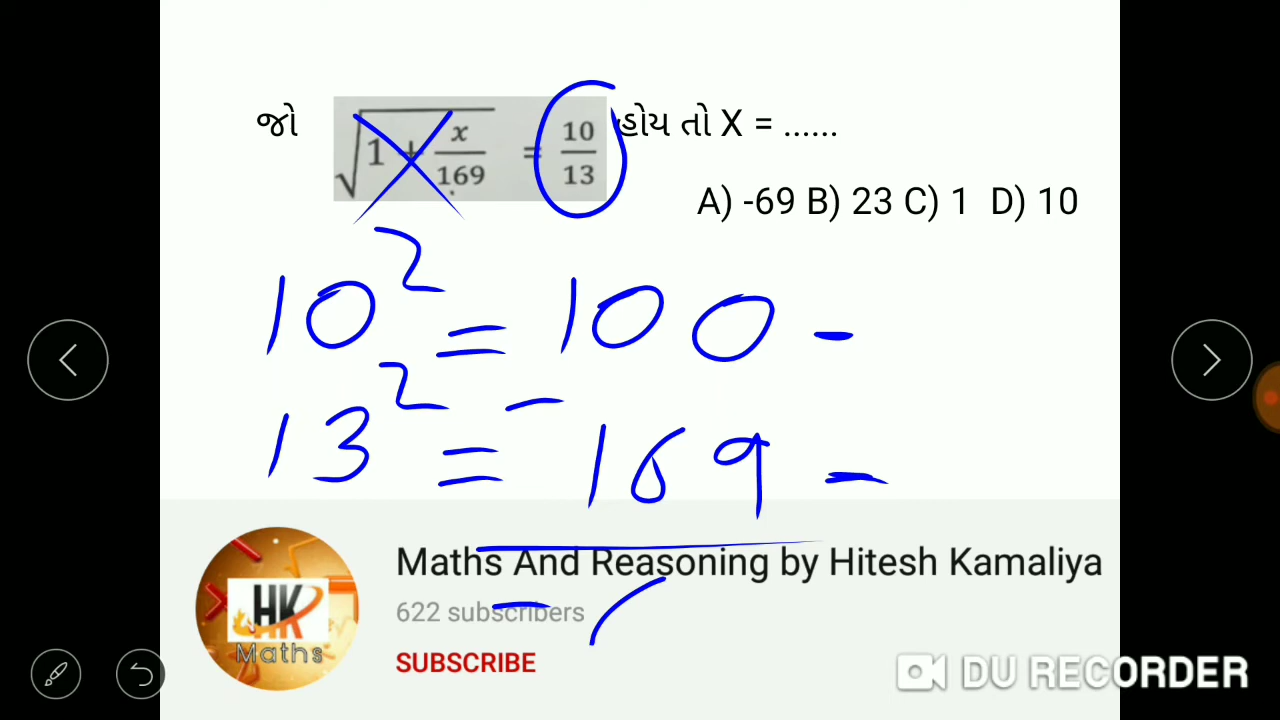 જો √1 + x/169 = 10/13 હોય તો X = ......
A) -69 B) 23 C) 1 D) 10
10² = 100 -
13² = - 169 -
Maths And Reasoning by Hitesh Kamaliya
622 subscribers
SUBSCRIBE
HK
Maths
DU RECORDER